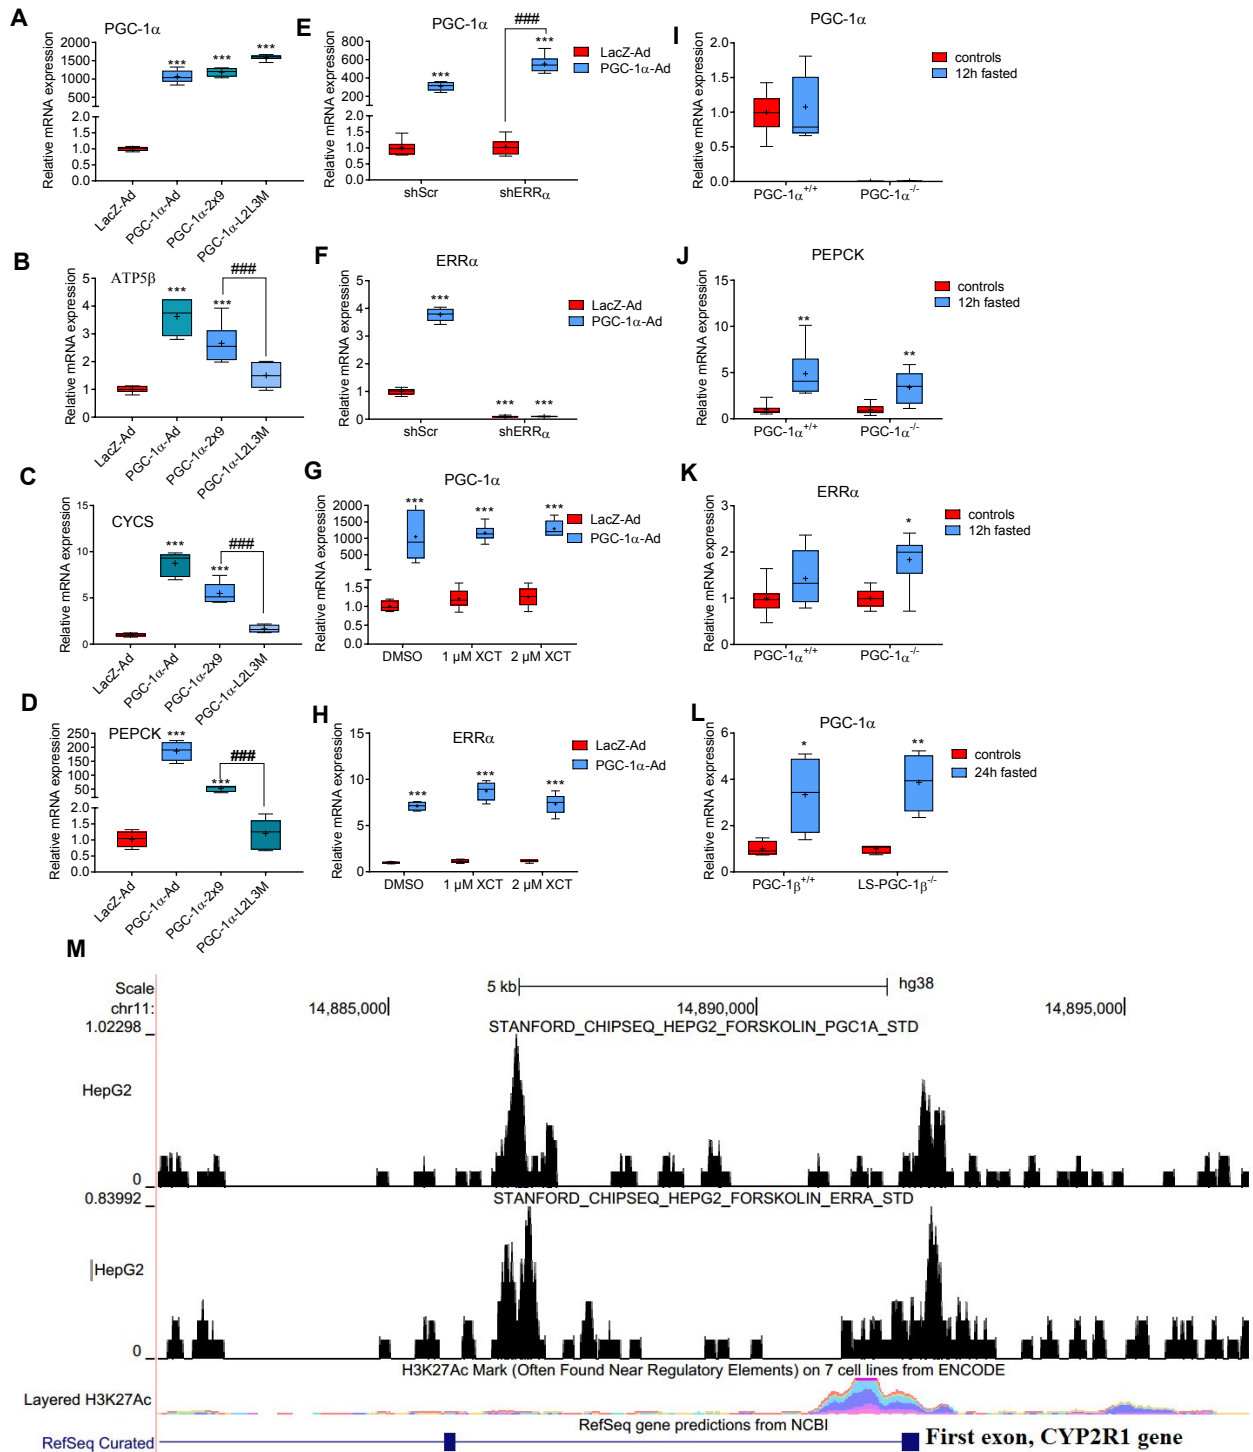 A
PGC-1α
Relative mRNA expression
2000
1500
1000
500
2.0
1.5
1.0
0.5
0.0
***
***
***
LacZ-Ad
PGC-1α-Ad
PGC-1α-2x9
PGC-1α-L2L3M
B
ATP5β
Relative mRNA expression
5
4
3
2
1
0
***
***
###
LacZ-Ad
PGC-1α-Ad
PGC-1α-2x9
PGC-1α-L2L3M
C
CYCS
Relative mRNA expression
15
10
5
0
***
***
###
LacZ-Ad
PGC-1α-Ad
PGC-1α-2x9
PGC-1α-L2L3M
D
PEPCK
Relative mRNA expression
250
200
150
100
50
2.0
1.5
1.0
0.5
0.0
***
***
###
LacZ-Ad
PGC-1α-Ad
PGC-1α-2x9
PGC-1α-L2L3M
E
PGC-1α
Relative mRNA expression
800
600
400
200
2.0
1.5
1.0
0.5
0.0
***
###
***
LacZ-Ad
PGC-1α-Ad
shScr
shERRα
F
ERRα
Relative mRNA expression
5
4
3
2
1
0
***
***
***
LacZ-Ad
PGC-1α-Ad
shScr
shERRα
G
PGC-1α
Relative mRNA expression
2000
1500
1000
500
1.5
1.0
0.5
0.0
***
***
***
LacZ-Ad
PGC-1α-Ad
DMSO
1 µM XCT
2 µM XCT
H
ERRα
Relative mRNA expression
15
10
5
0
***
***
***
LacZ-Ad
PGC-1α-Ad
DMSO
1 µM XCT
2 µM XCT
I
PGC-1α
Relative mRNA expression
2.0
1.5
1.0
0.5
0.0
controls
12h fasted
PGC-1α+/+
PGC-1α-/-
J
PEPCK
Relative mRNA expression
15
10
5
0
**
**
controls
12h fasted
PGC-1α+/+
PGC-1α-/-
K
ERRα
Relative mRNA expression
3
2
1
0
*
controls
12h fasted
PGC-1α+/+
PGC-1α-/-
L
PGC-1α
Relative mRNA expression
6
4
2
0
*
**
controls
24h fasted
PGC-1β+/+
LS-PGC-1β-/-
M
Scale
5 kb
hg38
chr11:
14,885,000
14,890,000
14,895,000
1.02298
STANFORD_CHIPSEQ_HEPG2_FORSKOLIN_PGC1A_STD
HepG2
0
0.83992
STANFORD_CHIPSEQ_HEPG2_FORSKOLIN_ERRA_STD
HepG2
0
H3K27Ac Mark (Often Found Near Regulatory Elements) on 7 cell lines from ENCODE
Layered H3K27Ac
RefSeq gene predictions from NCBI
RefSeq Curated
First exon, CYP2R1 gene